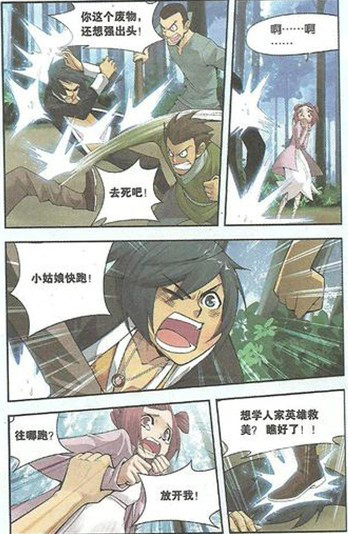 你这个废物，
还想强出头！
啊……啊
……
去死吧！
小姑娘快跑！
往哪跑？
放开我！
想学人家英雄救
美？瞧好了！！